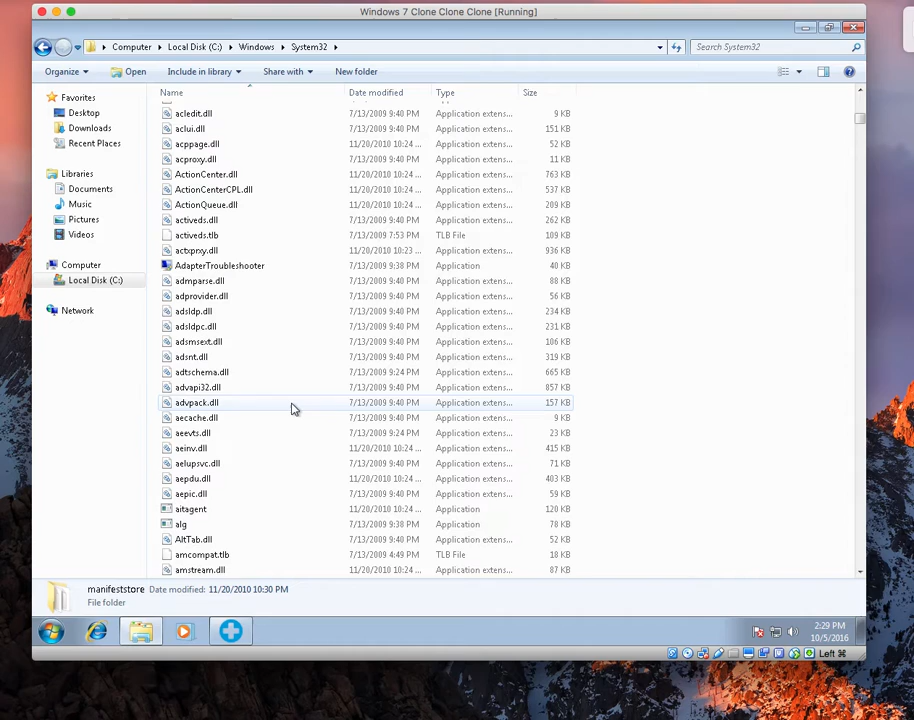 Windows 7 Clone Clone Clone [Running]
Computer Local Disk (C:) Windows System32
Search System32
Organize Open Include in library Share with New folder
Name Date modified Type Size
Favorites
Desktop
Downloads
Recent Places
Libraries
Documents
Music
Pictures
Videos
Computer
Local Disk (C:)
Network
acledit.dll 7/13/2009 9:40 PM Application extens... 9 KB
aclui.dll 7/13/2009 9:40 PM Application extens... 151 KB
acppage.dll 11/20/2010 10:24 ... Application extens... 52 KB
acproxy.dll 7/13/2009 9:40 PM Application extens... 11 KB
ActionCenter.dll 11/20/2010 10:24 ... Application extens... 763 KB
ActionCenterCPL.dll 11/20/2010 10:24 ... Application extens... 537 KB
ActionQueue.dll 11/20/2010 10:24 ... Application extens... 289 KB
activeds.dll 7/13/2009 9:40 PM Application extens... 262 KB
activeds.tlb 7/13/2009 7:53 PM TLB File 109 KB
actxprxy.dll 11/20/2010 10:23 ... Application extens... 936 KB
AdapterTroubleshooter 7/13/2009 9:38 PM Application 40 KB
admparse.dll 7/13/2009 9:40 PM Application extens... 88 KB
adprovider.dll 7/13/2009 9:40 PM Application extens... 56 KB
adsldp.dll 7/13/2009 9:40 PM Application extens... 234 KB
adsldpc.dll 7/13/2009 9:40 PM Application extens... 231 KB
adsmsext.dll 7/13/2009 9:40 PM Application extens... 106 KB
adsnt.dll 7/13/2009 9:40 PM Application extens... 319 KB
adtschema.dll 7/13/2009 9:40 PM Application extens... 665 KB
advapi32.dll 7/13/2009 9:40 PM Application extens... 857 KB
advpack.dll 7/13/2009 9:40 PM Application extens... 157 KB
aecache.dll 7/13/2009 9:40 PM Application extens... 9 KB
aeevts.dll 7/13/2009 9:24 PM Application extens... 23 KB
aeinv.dll 11/20/2010 10:24 ... Application extens... 415 KB
aelupsvc.dll 7/13/2009 9:40 PM Application extens... 71 KB
aepdu.dll 11/20/2010 10:24 ... Application extens... 403 KB
aepic.dll 7/13/2009 9:40 PM Application extens... 59 KB
aitagent 11/20/2010 10:24 ... Application 120 KB
alg 7/13/2009 9:38 PM Application 78 KB
AltTab.dll 7/13/2009 9:40 PM Application extens... 52 KB
amcompat.tlb 7/13/2009 4:49 PM TLB File 18 KB
amstream.dll 11/20/2010 10:24 ... Application extens... 87 KB
manifeststore Date modified: 11/20/2010 10:30 PM
File folder
2:29 PM
10/5/2016
Left ⌘